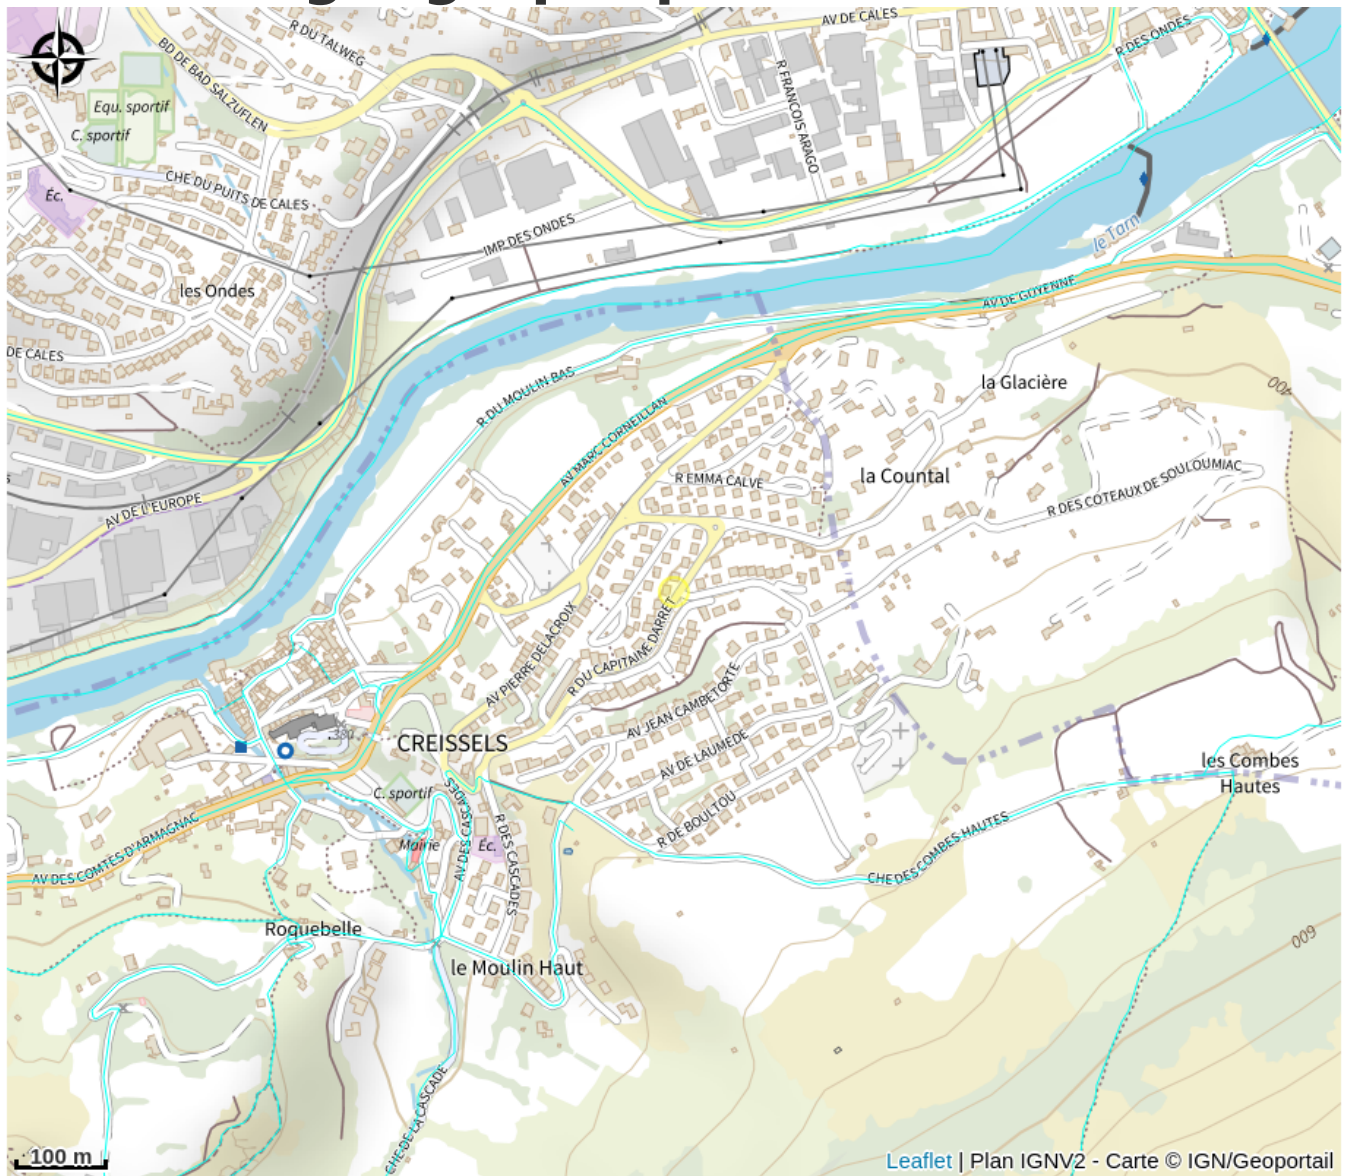 AV DE CALES
R DU TALWEG
R DES ONDES
BD DE BAD SALZUFLEN
R FRANCOIS ARAGO
Equ. sportif
C. sportif
CHE DU PUITS DE CALES
Éc.
IMP DES ONDES
le Tarn
les Ondes
AV DE GUYENNE
DE CALES
R DU MOULIN BAS
la Glacière
400
AV MARC CORNEILLAN
R EMMA CALVE
la Countal
R DES COTEAUX DE SOULOUMIAC
S
AV DE L'EUROPE
AV PIERRE DELACROIX
R DU CAPITAINE DARRET
AV JEAN CAMBETORTE
380
CREISSELS
AV DE LAUMEDE
les Combes
Hautes
C. sportif
R DE BOULTOU
AV DES CASCADES
R DES CASCADES
CHE DES COMBES HAUTES
Mairie
Éc.
AV DES COMTES D'ARMAGNAC
Roquebelle
600
le Moulin Haut
CHE DE LA CASCADE
100 m
Leaflet | Plan IGNV2 - Carte © IGN/Geoportail